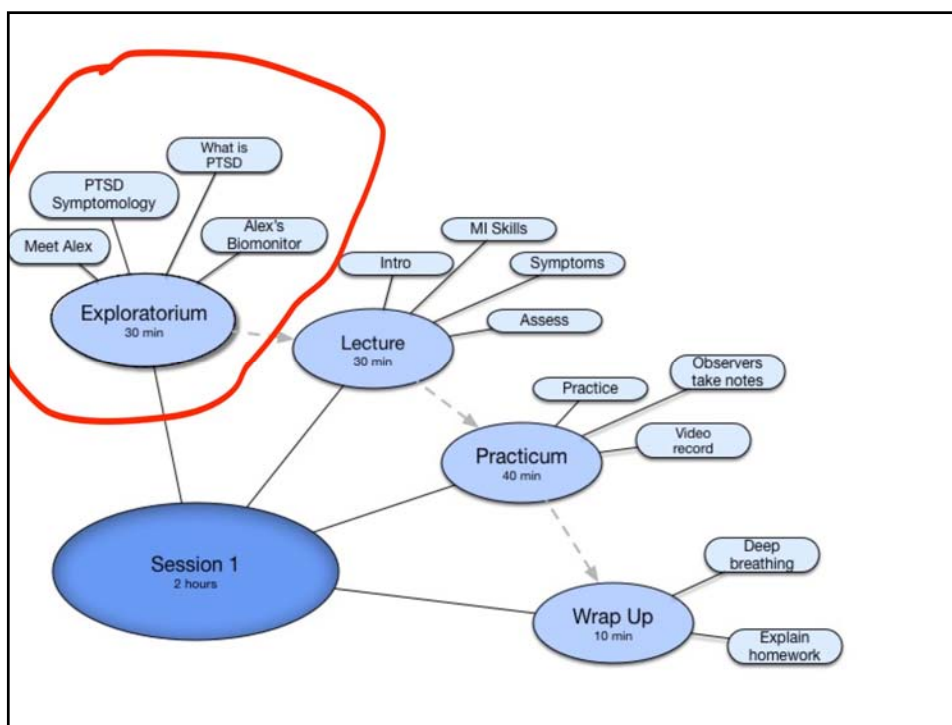 What is
PTSD
PTSD
Symptomology
Meet Alex
Alex's
Biomonitor
Exploratorium
30 min
MI Skills
Intro
Symptoms
Assess
Lecture
30 min
Observers
take notes
Practice
Video
record
Practicum
40 min
Session 1
2 hours
Deep
breathing
Wrap Up
10 min
Explain
homework